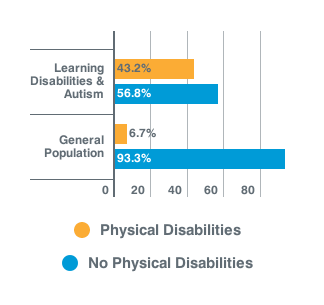 Learning
Disabilities &
Autism
43.2%
56.8%
General
Population
6.7%
93.3%
0 20 40 60 80
Physical Disabilities
No Physical Disabilities